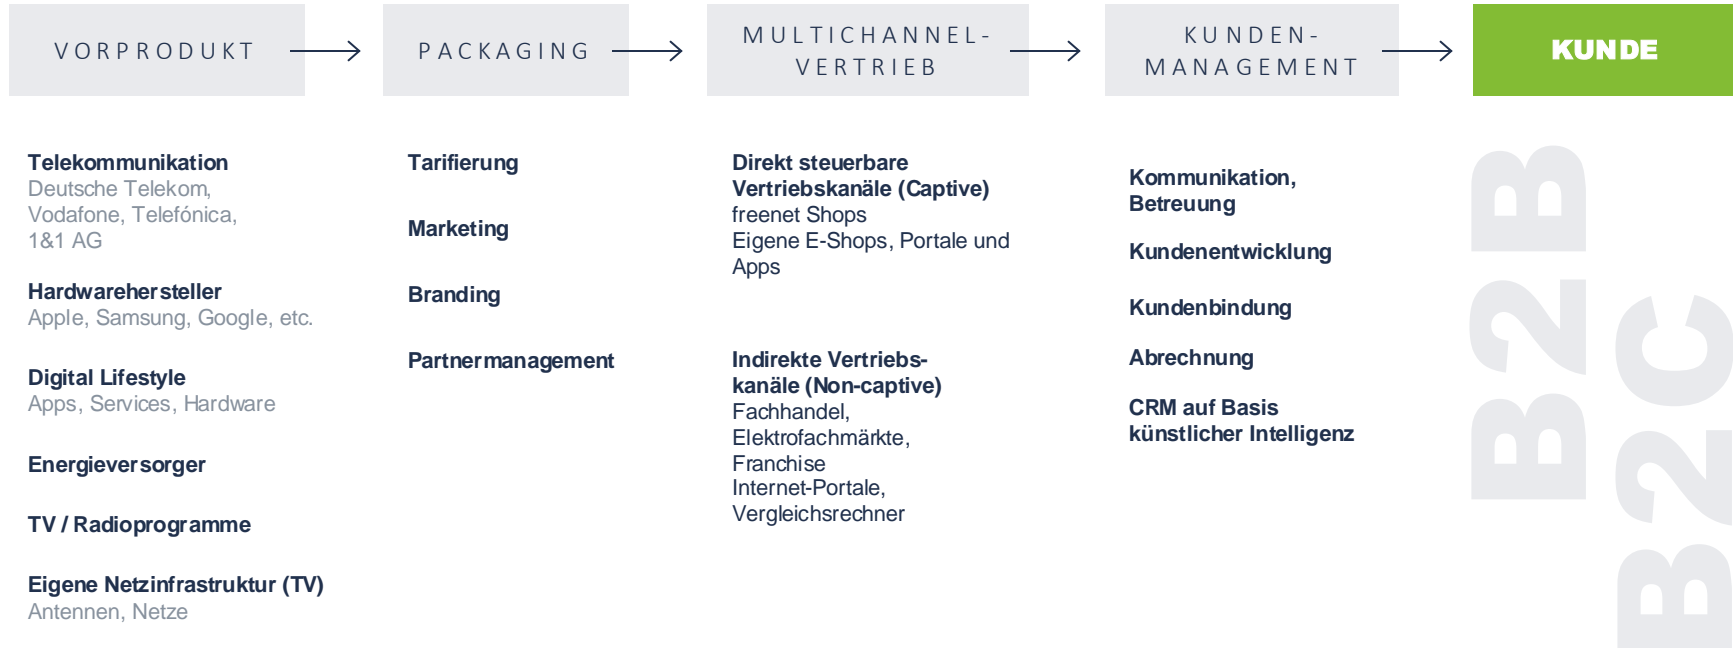 VORPRODUKT
PACKAGING
MULTICHANNEL-
VERTRIEB
KUNDEN-
MANAGEMENT
KUNDE
Telekommunikation
Deutsche Telekom,
Vodafone, Telefónica,
1&1 AG
Hardwarehersteller
Apple, Samsung, Google, etc.
Digital Lifestyle
Apps, Services, Hardware
Energieversorger
TV / Radioprogramme
Eigene Netzinfrastruktur (TV)
Antennen, Netze
Tarifierung
Marketing
Branding
Partnermanagement
Direkt steuerbare
Vertriebskanäle (Captive)
freenet Shops
Eigene E-Shops, Portale und
Apps
Indirekte Vertriebs-
kanäle (Non-captive)
Fachhandel,
Elektrofachmärkte,
Franchise
Internet-Portale,
Vergleichsrechner
Kommunikation,
Betreuung
Kundenentwicklung
Kundenbindung
Abrechnung
CRM auf Basis
künstlicher Intelligenz
B2B
B2C